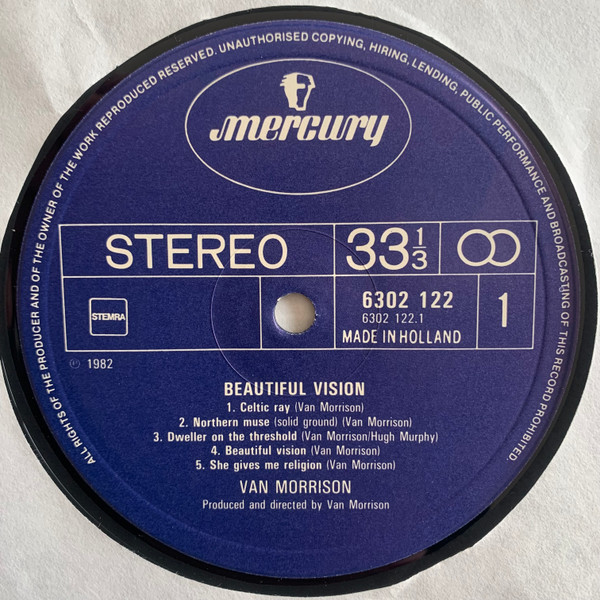 ALL RIGHTS OF THE PRODUCER AND OF THE OWNER OF THE WORK REPRODUCED RESERVED. UNAUTHORISED COPYING, HIRING, LENDING, PUBLIC PERFORMANCE AND BROADCASTING OF THIS RECORD PROHIBITED.
mercury
STEREO
33 1/3
STEMRA
6302 122
6302 122.1
MADE IN HOLLAND
1
℗ 1982
BEAUTIFUL VISION
1. Celtic ray (Van Morrison)
2. Northern muse (solid ground) (Van Morrison)
3. Dweller on the threshold (Van Morrison/Hugh Murphy)
4. Beautiful vision (Van Morrison)
5. She gives me religion (Van Morrison)
VAN MORRISON
Produced and directed by Van Morrison